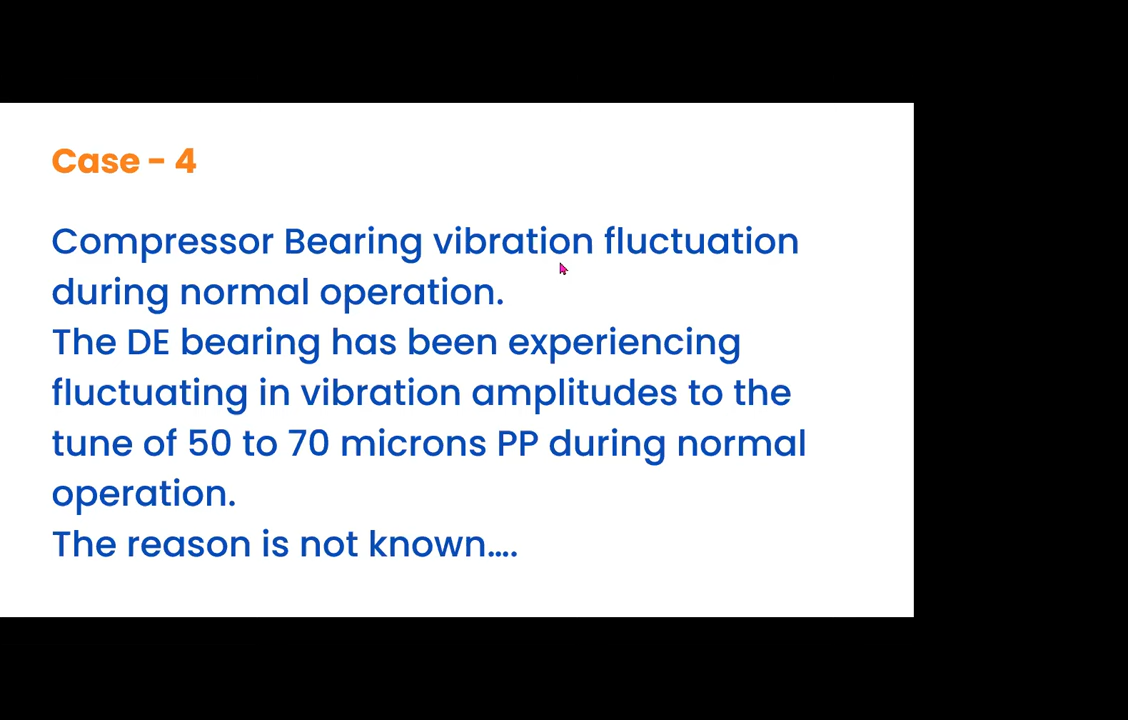 Case - 4
Compressor Bearing vibration fluctuation
during normal operation.
The DE bearing has been experiencing
fluctuating in vibration amplitudes to the
tune of 50 to 70 microns PP during normal
operation.
The reason is not known....